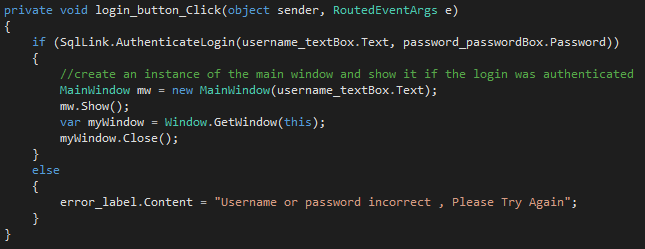 private void login_button_Click(object sender, RoutedEventArgs e)
{
if (SqlLink.AuthenticateLogin(username_textBox.Text, password_passwordBox.Password))
{
//create an instance of the main window and show it if the login was authenticated
MainWindow mw = new MainWindow(username_textBox.Text);
mw.Show();
var myWindow = Window.GetWindow(this);
myWindow.Close();
}
else
{
error_label.Content = "Username or password incorrect , Please Try Again";
}
}